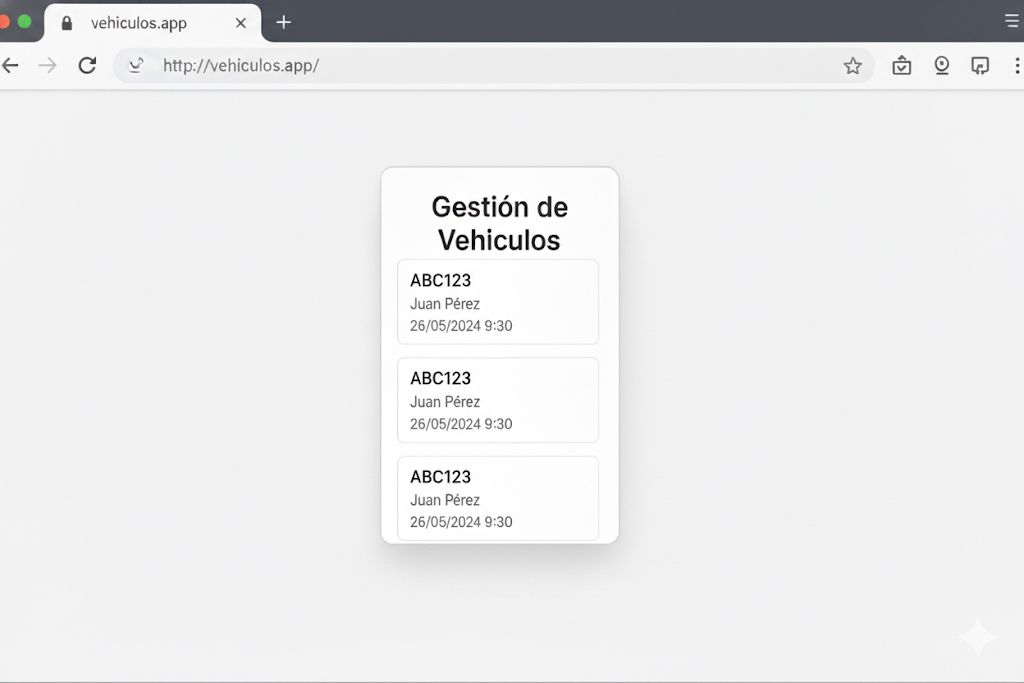 vehiculos.app
http://vehiculos.app/
Gestión de
Vehiculos
ABC123
Juan Pérez
26/05/2024 9:30
ABC123
Juan Pérez
26/05/2024 9:30
ABC123
Juan Pérez
26/05/2024 9:30